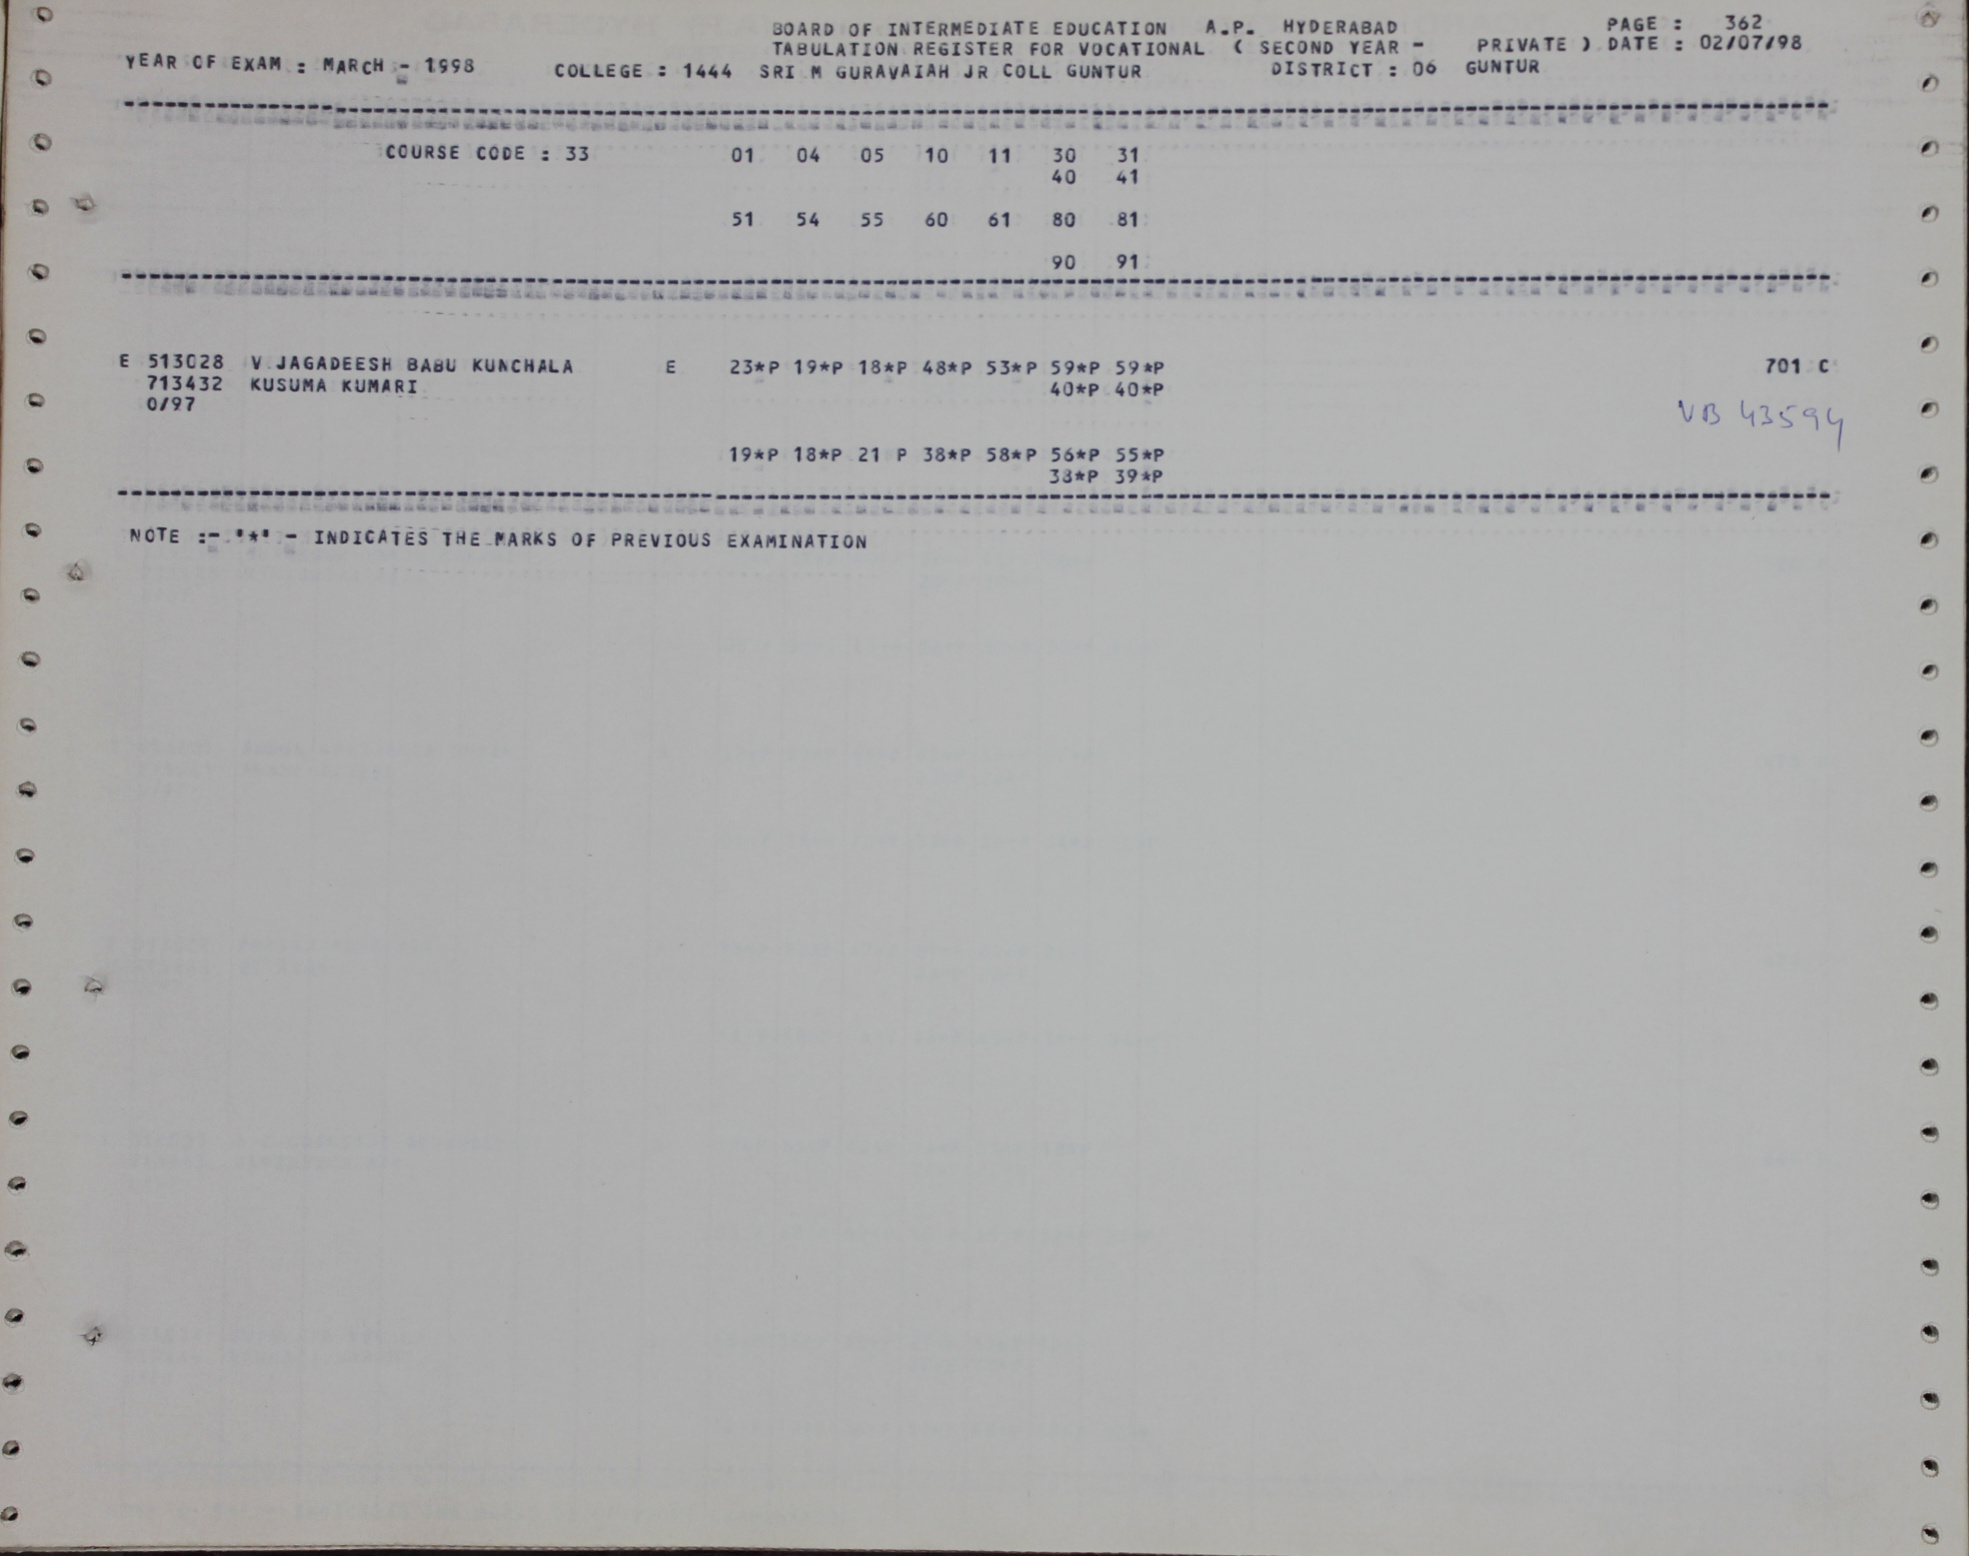 BOARD OF INTERMEDIATE EDUCATION A.P. HYDERABAD PAGE : 362
TABULATION REGISTER FOR VOCATIONAL ( SECOND YEAR - PRIVATE ) DATE : 02/07/98
YEAR OF EXAM : MARCH - 1998 COLLEGE : 1444 SRI M GURAVAIAH JR COLL GUNTUR DISTRICT : 06 GUNTUR
COURSE CODE : 33 01 04 05 10 11 30 31
40 41
51 54 55 60 61 80 81
90 91
E 513028 V JAGADEESH BABU KUNCHALA E 23*P 19*P 18*P 48*P 53*P 59*P 59*P 701 C
713432 KUSUMA KUMARI 40*P 40*P
0/97
VB 43594
19*P 18*P 21 P 38*P 58*P 56*P 55*P
38*P 39*P
NOTE :- '*' - INDICATES THE MARKS OF PREVIOUS EXAMINATION